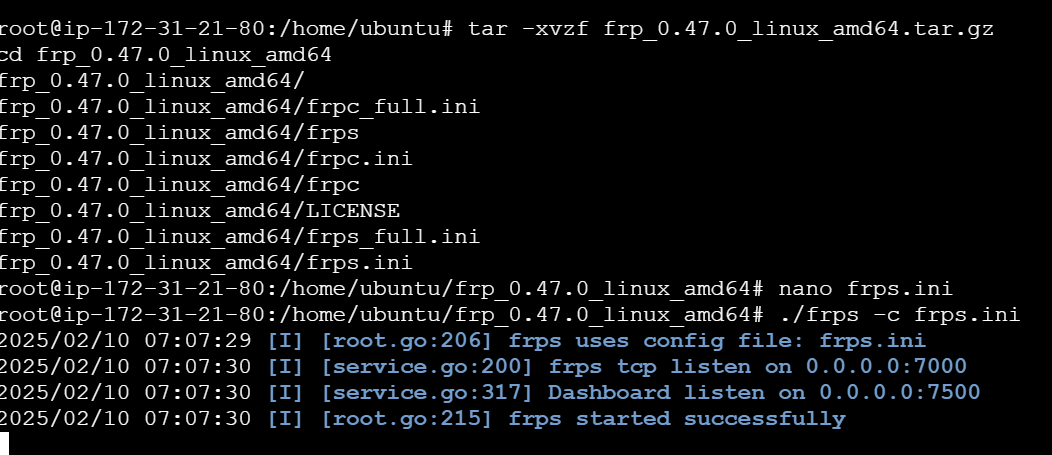 root@ip-172-31-21-80:/home/ubuntu# tar -xvzf frp_0.47.0_linux_amd64.tar.gz
cd frp_0.47.0_linux_amd64
frp_0.47.0_linux_amd64/
frp_0.47.0_linux_amd64/frpc_full.ini
frp_0.47.0_linux_amd64/frps
frp_0.47.0_linux_amd64/frpc.ini
frp_0.47.0_linux_amd64/frpc
frp_0.47.0_linux_amd64/LICENSE
frp_0.47.0_linux_amd64/frps_full.ini
frp_0.47.0_linux_amd64/frps.ini
root@ip-172-31-21-80:/home/ubuntu/frp_0.47.0_linux_amd64# nano frps.ini
root@ip-172-31-21-80:/home/ubuntu/frp_0.47.0_linux_amd64# ./frps -c frps.ini
2025/02/10 07:07:29 [I] [root.go:206] frps uses config file: frps.ini
2025/02/10 07:07:30 [I] [service.go:200] frps tcp listen on 0.0.0.0:7000
2025/02/10 07:07:30 [I] [service.go:317] Dashboard listen on 0.0.0.0:7500
2025/02/10 07:07:30 [I] [root.go:215] frps started successfully